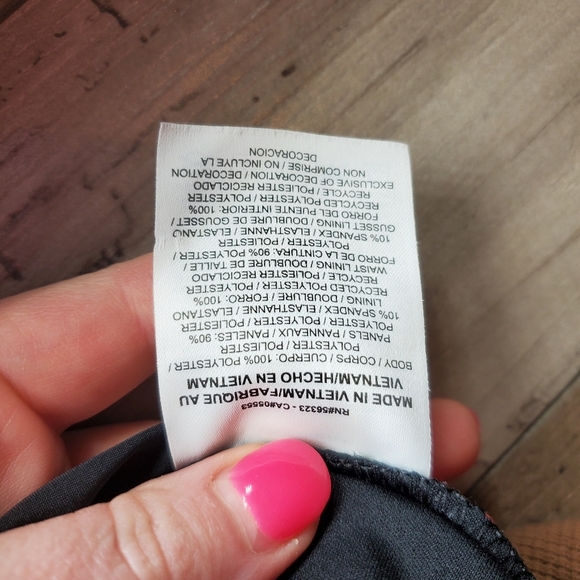 RN#56323 - CA#05553
MADE IN VIETNAM/FABRIQUE AU
VIETNAM/HECHO EN VIETNAM
BODY / CORPS / CUERPO: 100% POLYESTER /
POLYESTER / POLIESTER
PANELS / PANNEAUX / PANELES: 90%
POLYESTER / POLYESTER / POLIESTER
10% SPANDEX / ELASTHANNE / ELASTANO
LINING / DOUBLURE / FORRO: 100%
RECYCLED POLYESTER / POLYESTER
RECYCLE / POLIESTER RECICLADO
WAIST LINING / DOUBLURE DE TAILLE /
FORRO DE LA CINTURA: 90% POLYESTER /
POLYESTER / POLIESTER
10% SPANDEX / ELASTHANNE / ELASTANO
GUSSET LINING / DOUBLURE DE GOUSSET /
FORRO DEL PUENTE INTERIOR: 100%
RECYCLED POLYESTER / POLYESTER
RECYCLE / POLIESTER RECICLADO
EXCLUSIVE OF DECORATION /
NON COMPRISE / NO INCLUYE LA
DECORACION